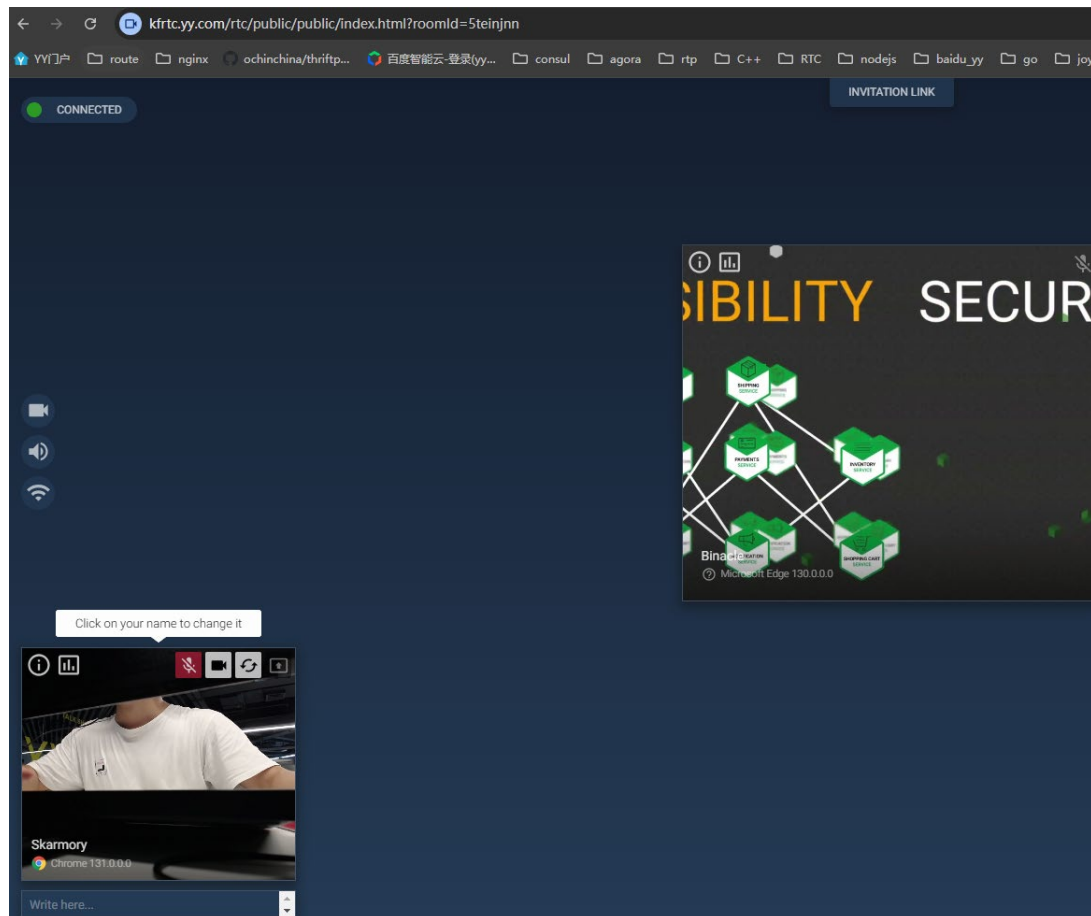 kfrtc.yy.com/rtc/public/public/index.html?roomId=5teinjnn
YY门户 route nginx ochinchina/thriftp... 百度智能云-登录(yy... consul agora rtp C++ RTC nodejs baidu_yy go joy
CONNECTED
INVITATION LINK
SIBILITY SECUR
SHIPPING
SERVICE
PAYMENTS
SERVICE
INVENTORY
SERVICE
SHOPPING CART
SERVICE
Binacle
Microsoft Edge 130.0.0.0
Click on your name to change it
Skarmory
Chrome 131.0.0.0
Write here...